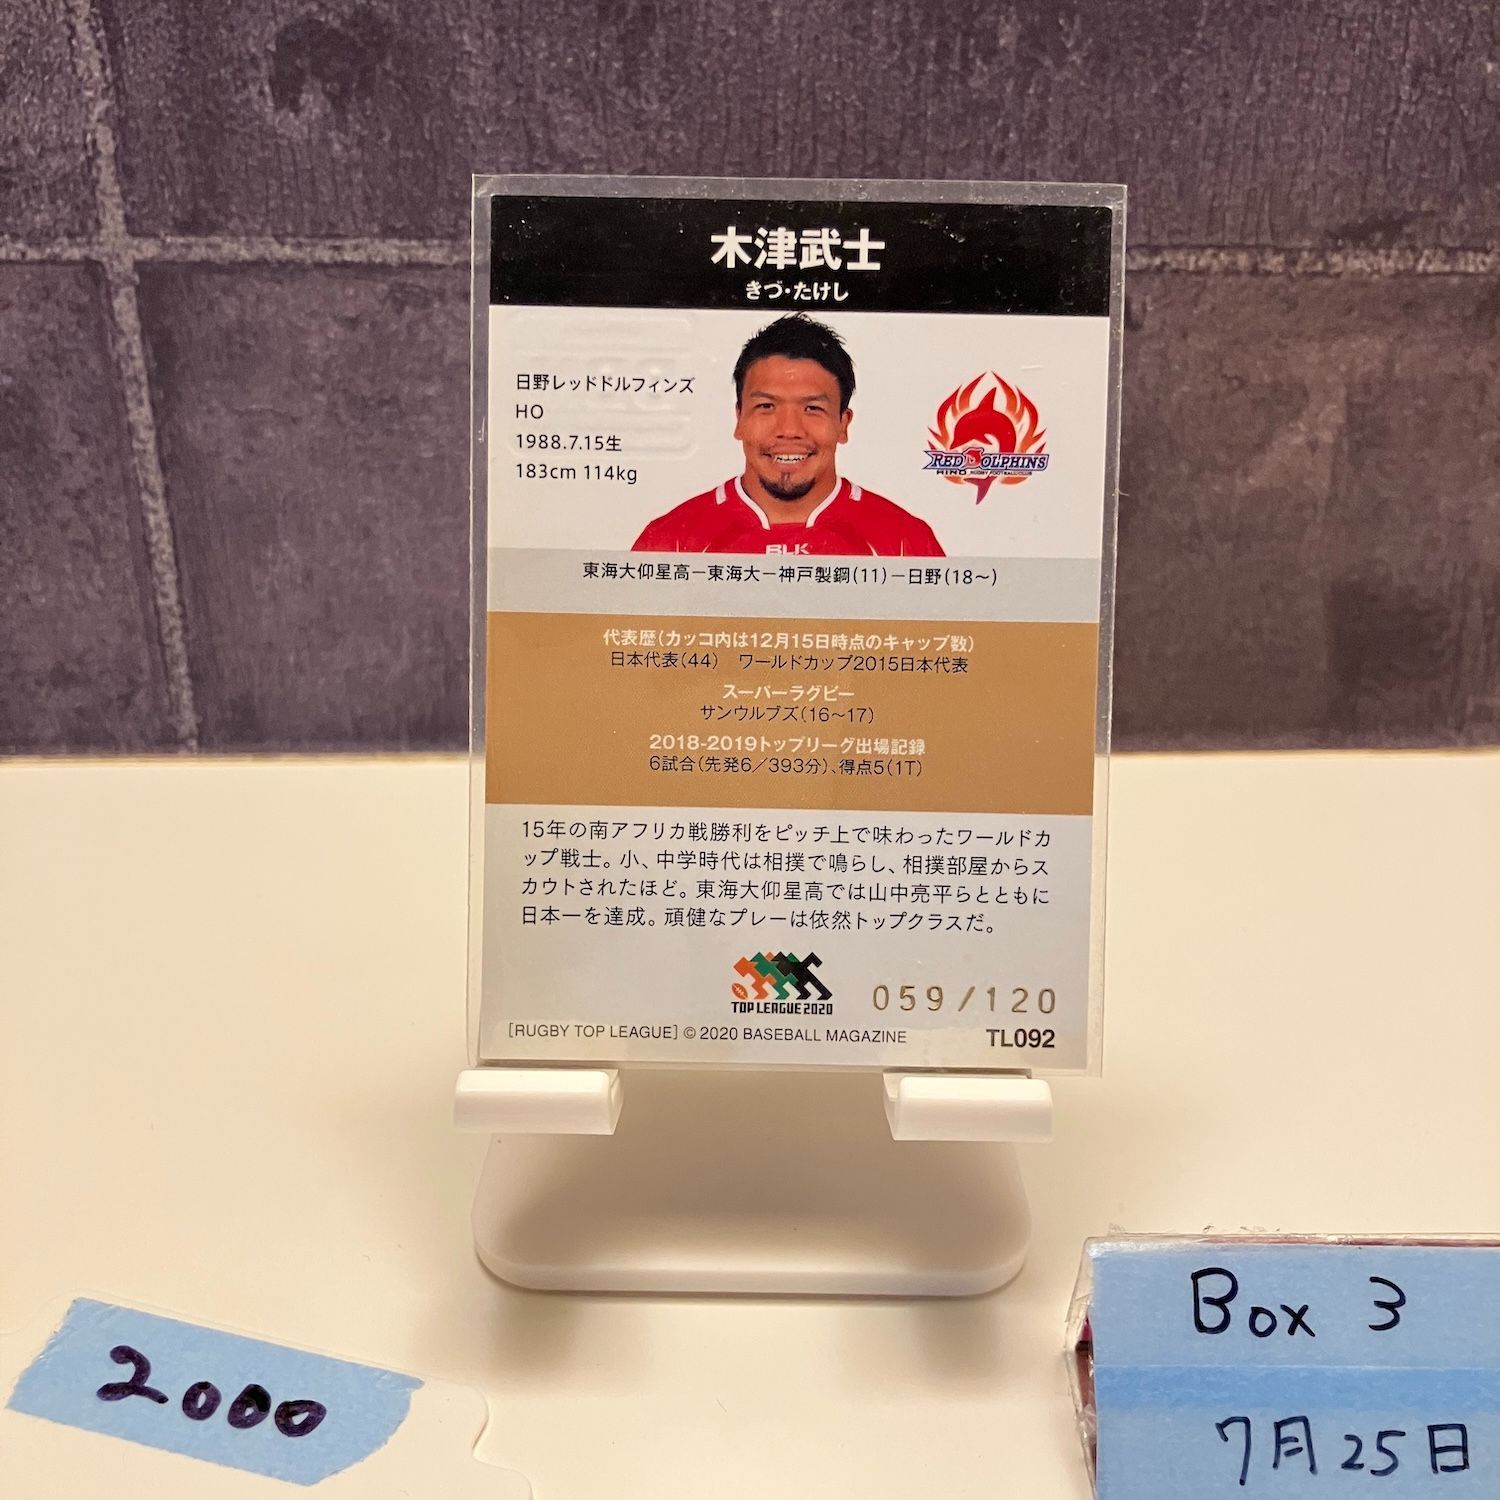 木津武士
きづ・たけし
日野レッドドルフィンズ
HO
1988.7.15生
183cm 114kg
RED DOLPHINS
HINO RUGBY FOOTBALL CLUB
BLK
東海大仰星高－東海大－神戸製鋼(11)－日野(18～)
代表歴(カッコ内は12月15日時点のキャップ数)
日本代表(44)　ワールドカップ2015日本代表
スーパーラグビー
サンウルブズ(16～17)
2018-2019トップリーグ出場記録
6試合(先発6／393分)、得点5(1T)
15年の南アフリカ戦勝利をピッチ上で味わったワールドカ
ップ戦士。小、中学時代は相撲で鳴らし、相撲部屋からス
カウトされたほど。東海大仰星高では山中亮平らとともに
日本一を達成。頑健なプレーは依然トップクラスだ。
TOP LEAGUE 2020
059/120
[RUGBY TOP LEAGUE] © 2020 BASEBALL MAGAZINE
TL092
2000
Box 3
7月25日